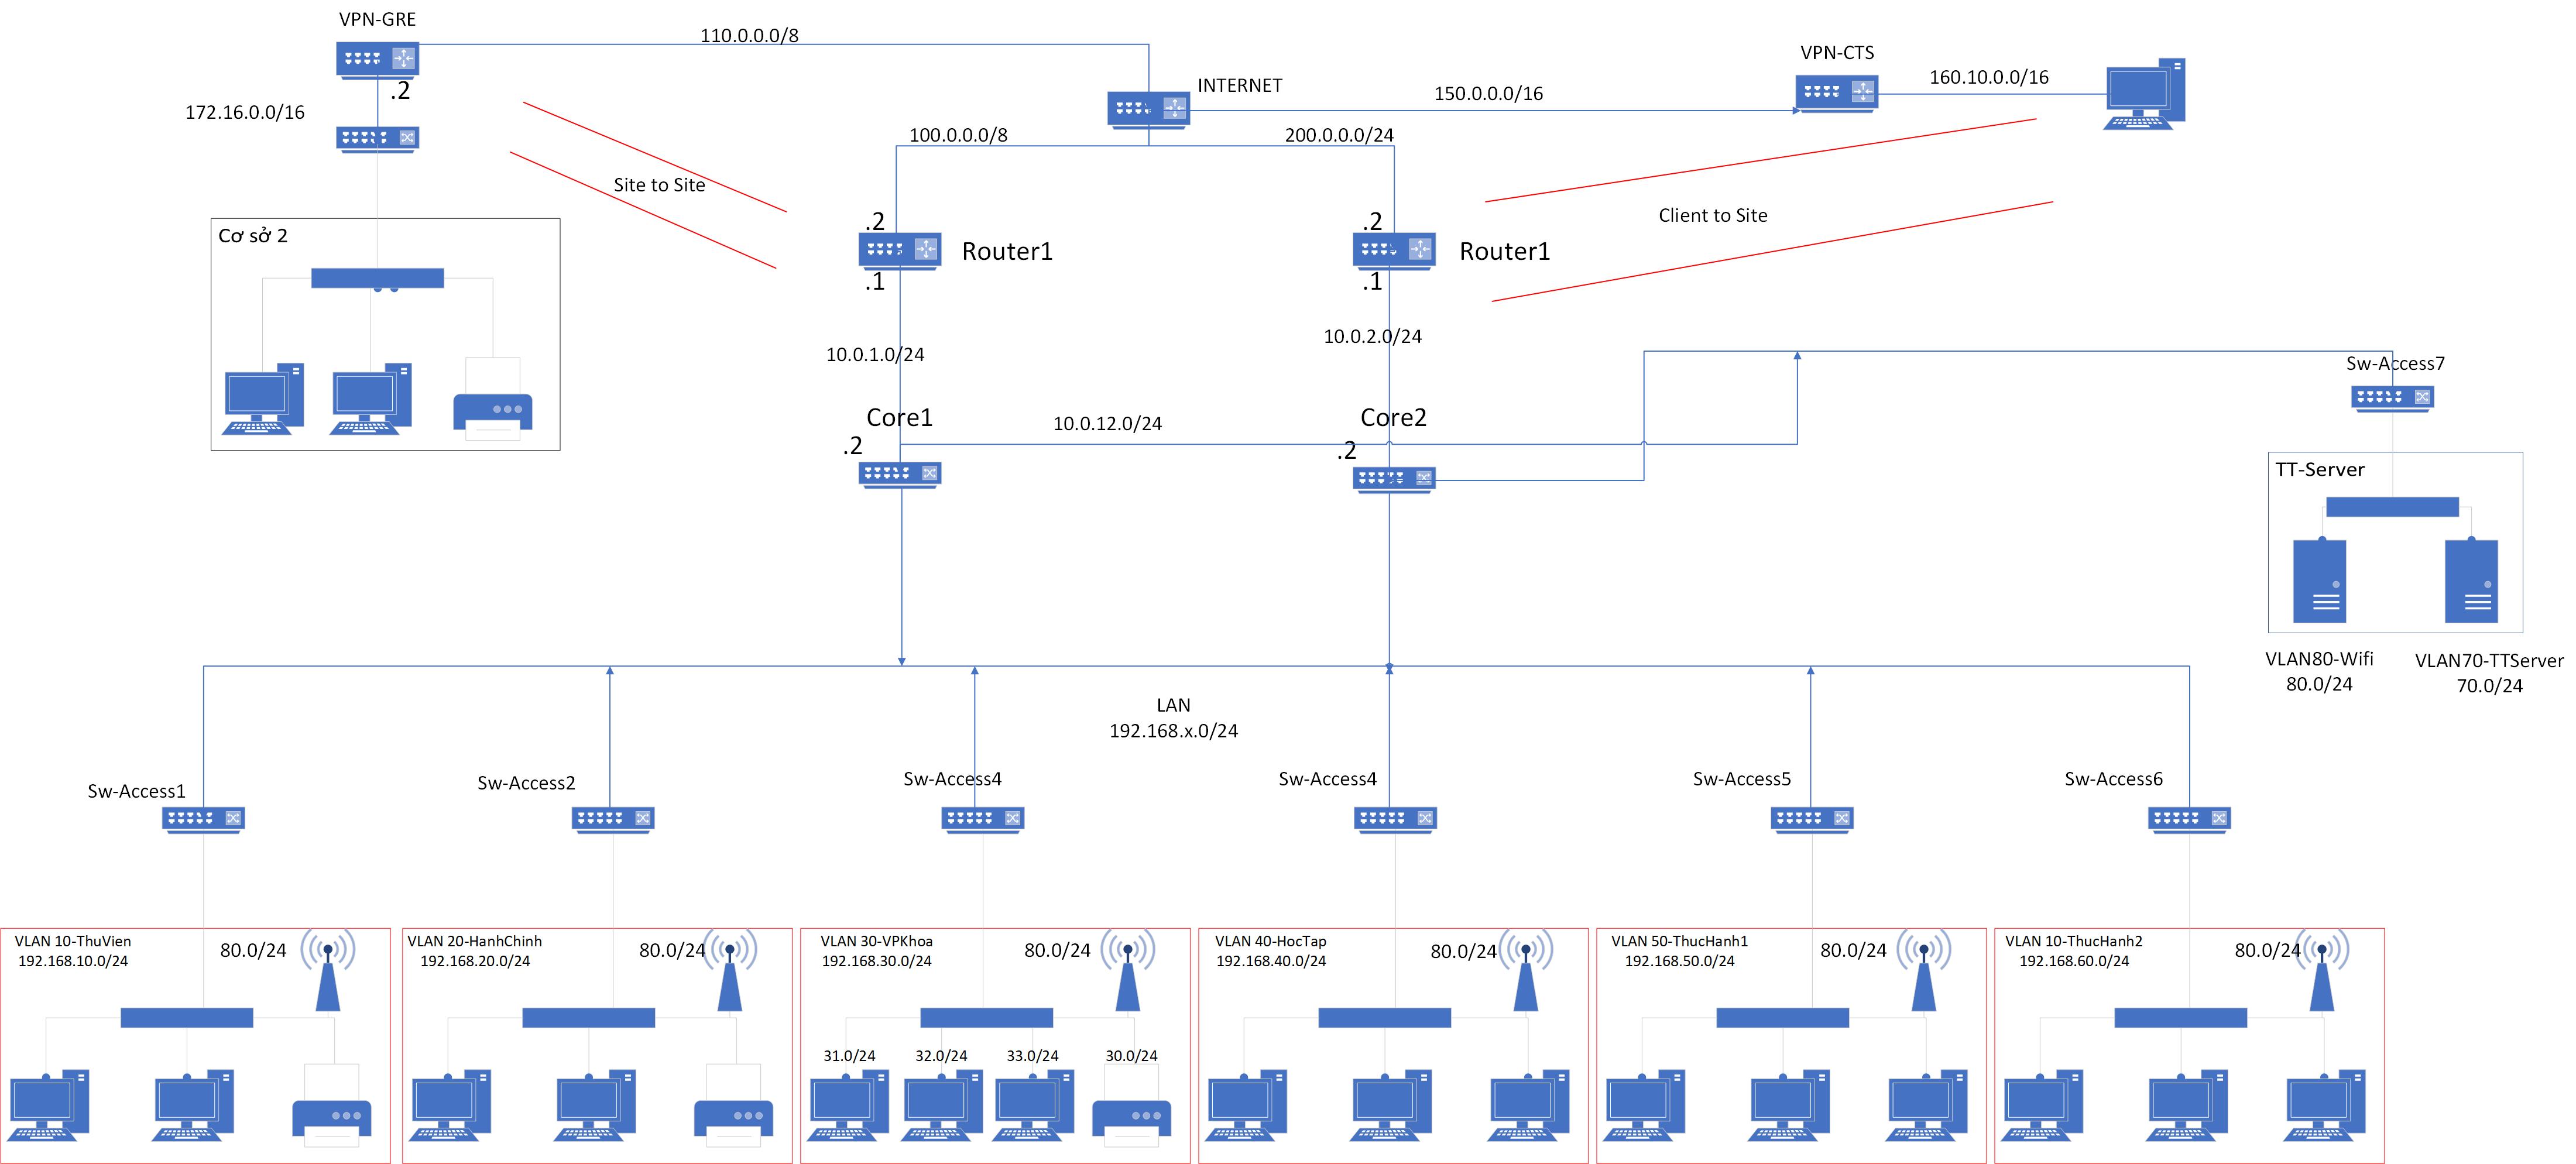 VPN-GRE
110.0.0.0/8
VPN-CTS
160.10.0.0/16
INTERNET
150.0.0.0/16
.2
172.16.0.0/16
100.0.0.0/8
200.0.0.0/24
Site to Site
Client to Site
Cơ sở 2
.2
Router1
.1
.2
Router1
.1
10.0.1.0/24
10.0.2.0/24
Sw-Access7
Core1
10.0.12.0/24
Core2
.2
.2
TT-Server
VLAN80-Wifi
80.0/24
VLAN70-TTServer
70.0/24
LAN
192.168.x.0/24
Sw-Access1
Sw-Access2
Sw-Access4
Sw-Access4
Sw-Access5
Sw-Access6
VLAN 10-ThuVien
192.168.10.0/24
80.0/24
VLAN 20-HanhChinh
192.168.20.0/24
80.0/24
VLAN 30-VPKhoa
192.168.30.0/24
80.0/24
31.0/24
32.0/24
33.0/24
30.0/24
VLAN 40-HocTap
192.168.40.0/24
80.0/24
VLAN 50-ThucHanh1
192.168.50.0/24
80.0/24
VLAN 10-ThucHanh2
192.168.60.0/24
80.0/24